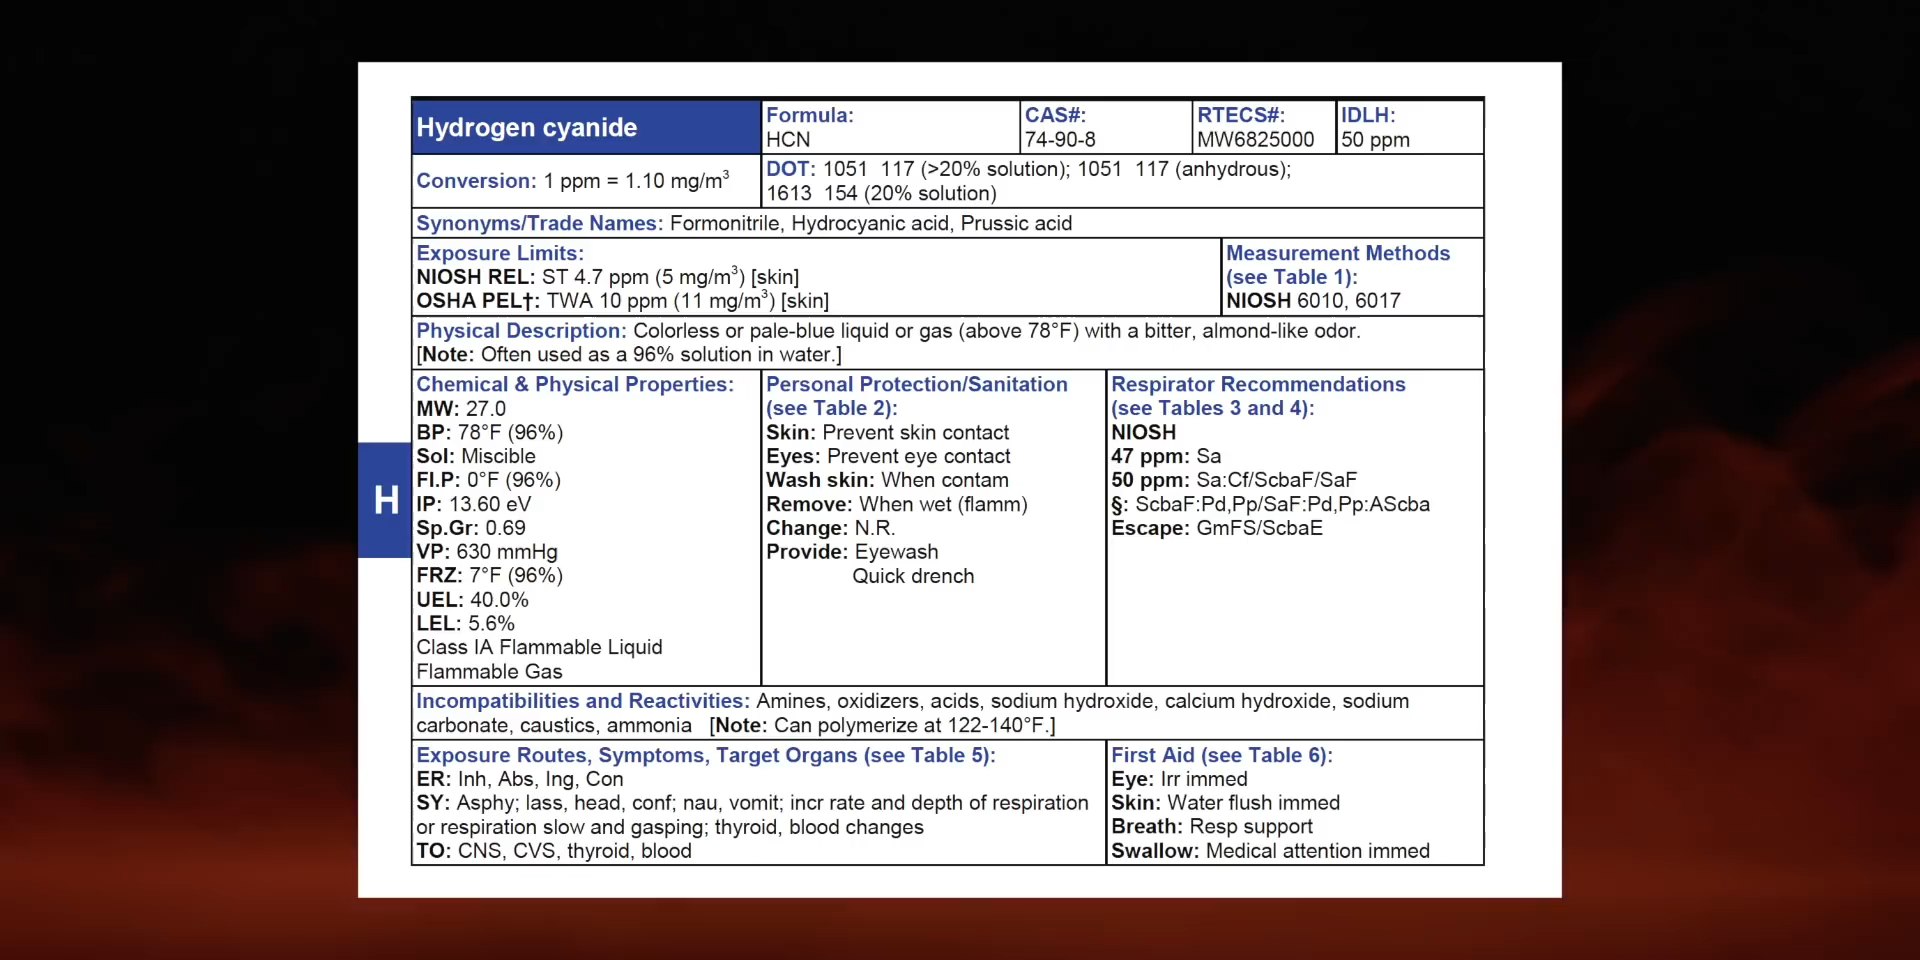 Hydrogen cyanide
Formula:
HCN
CAS#:
74-90-8
RTECS#:
MW6825000
IDLH:
50 ppm
Conversion: 1 ppm = 1.10 mg/m³
DOT: 1051 117 (>20% solution); 1051 117 (anhydrous);
1613 154 (20% solution)
Synonyms/Trade Names: Formonitrile, Hydrocyanic acid, Prussic acid
Exposure Limits:
NIOSH REL: ST 4.7 ppm (5 mg/m³) [skin]
OSHA PEL†: TWA 10 ppm (11 mg/m³) [skin]
Measurement Methods
(see Table 1):
NIOSH 6010, 6017
Physical Description: Colorless or pale-blue liquid or gas (above 78°F) with a bitter, almond-like odor.
[Note: Often used as a 96% solution in water.]
Chemical & Physical Properties:
MW: 27.0
BP: 78°F (96%)
Sol: Miscible
Fl.P: 0°F (96%)
IP: 13.60 eV
Sp.Gr: 0.69
VP: 630 mmHg
FRZ: 7°F (96%)
UEL: 40.0%
LEL: 5.6%
Class IA Flammable Liquid
Flammable Gas
Personal Protection/Sanitation
(see Table 2):
Skin: Prevent skin contact
Eyes: Prevent eye contact
Wash skin: When contam
Remove: When wet (flamm)
Change: N.R.
Provide: Eyewash
Quick drench
Respirator Recommendations
(see Tables 3 and 4):
NIOSH
47 ppm: Sa
50 ppm: Sa:Cf/ScbaF/SaF
§: ScbaF:Pd,Pp/SaF:Pd,Pp:AScba
Escape: GmFS/ScbaE
H
Incompatibilities and Reactivities: Amines, oxidizers, acids, sodium hydroxide, calcium hydroxide, sodium
carbonate, caustics, ammonia [Note: Can polymerize at 122-140°F.]
Exposure Routes, Symptoms, Target Organs (see Table 5):
ER: Inh, Abs, Ing, Con
SY: Asphy; lass, head, conf; nau, vomit; incr rate and depth of respiration
or respiration slow and gasping; thyroid, blood changes
TO: CNS, CVS, thyroid, blood
First Aid (see Table 6):
Eye: Irr immed
Skin: Water flush immed
Breath: Resp support
Swallow: Medical attention immed